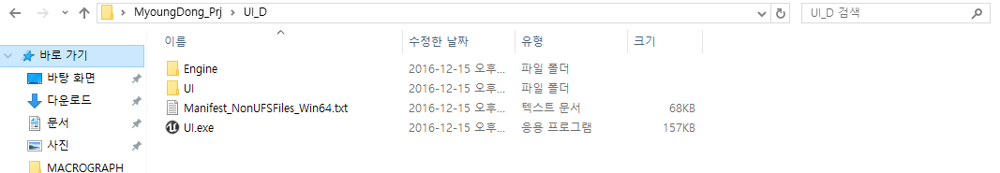 MyoungDong_Prj > UI_D
UI_D 검색
이름 수정한 날짜 유형 크기
바로 가기
바탕 화면
다운로드
문서
사진
MACROGRAPH
Engine 2016-12-15 오후... 파일 폴더
UI 2016-12-15 오후... 파일 폴더
Manifest_NonUFSFiles_Win64.txt 2016-12-15 오후... 텍스트 문서 68KB
UI.exe 2016-12-15 오후... 응용 프로그램 157KB